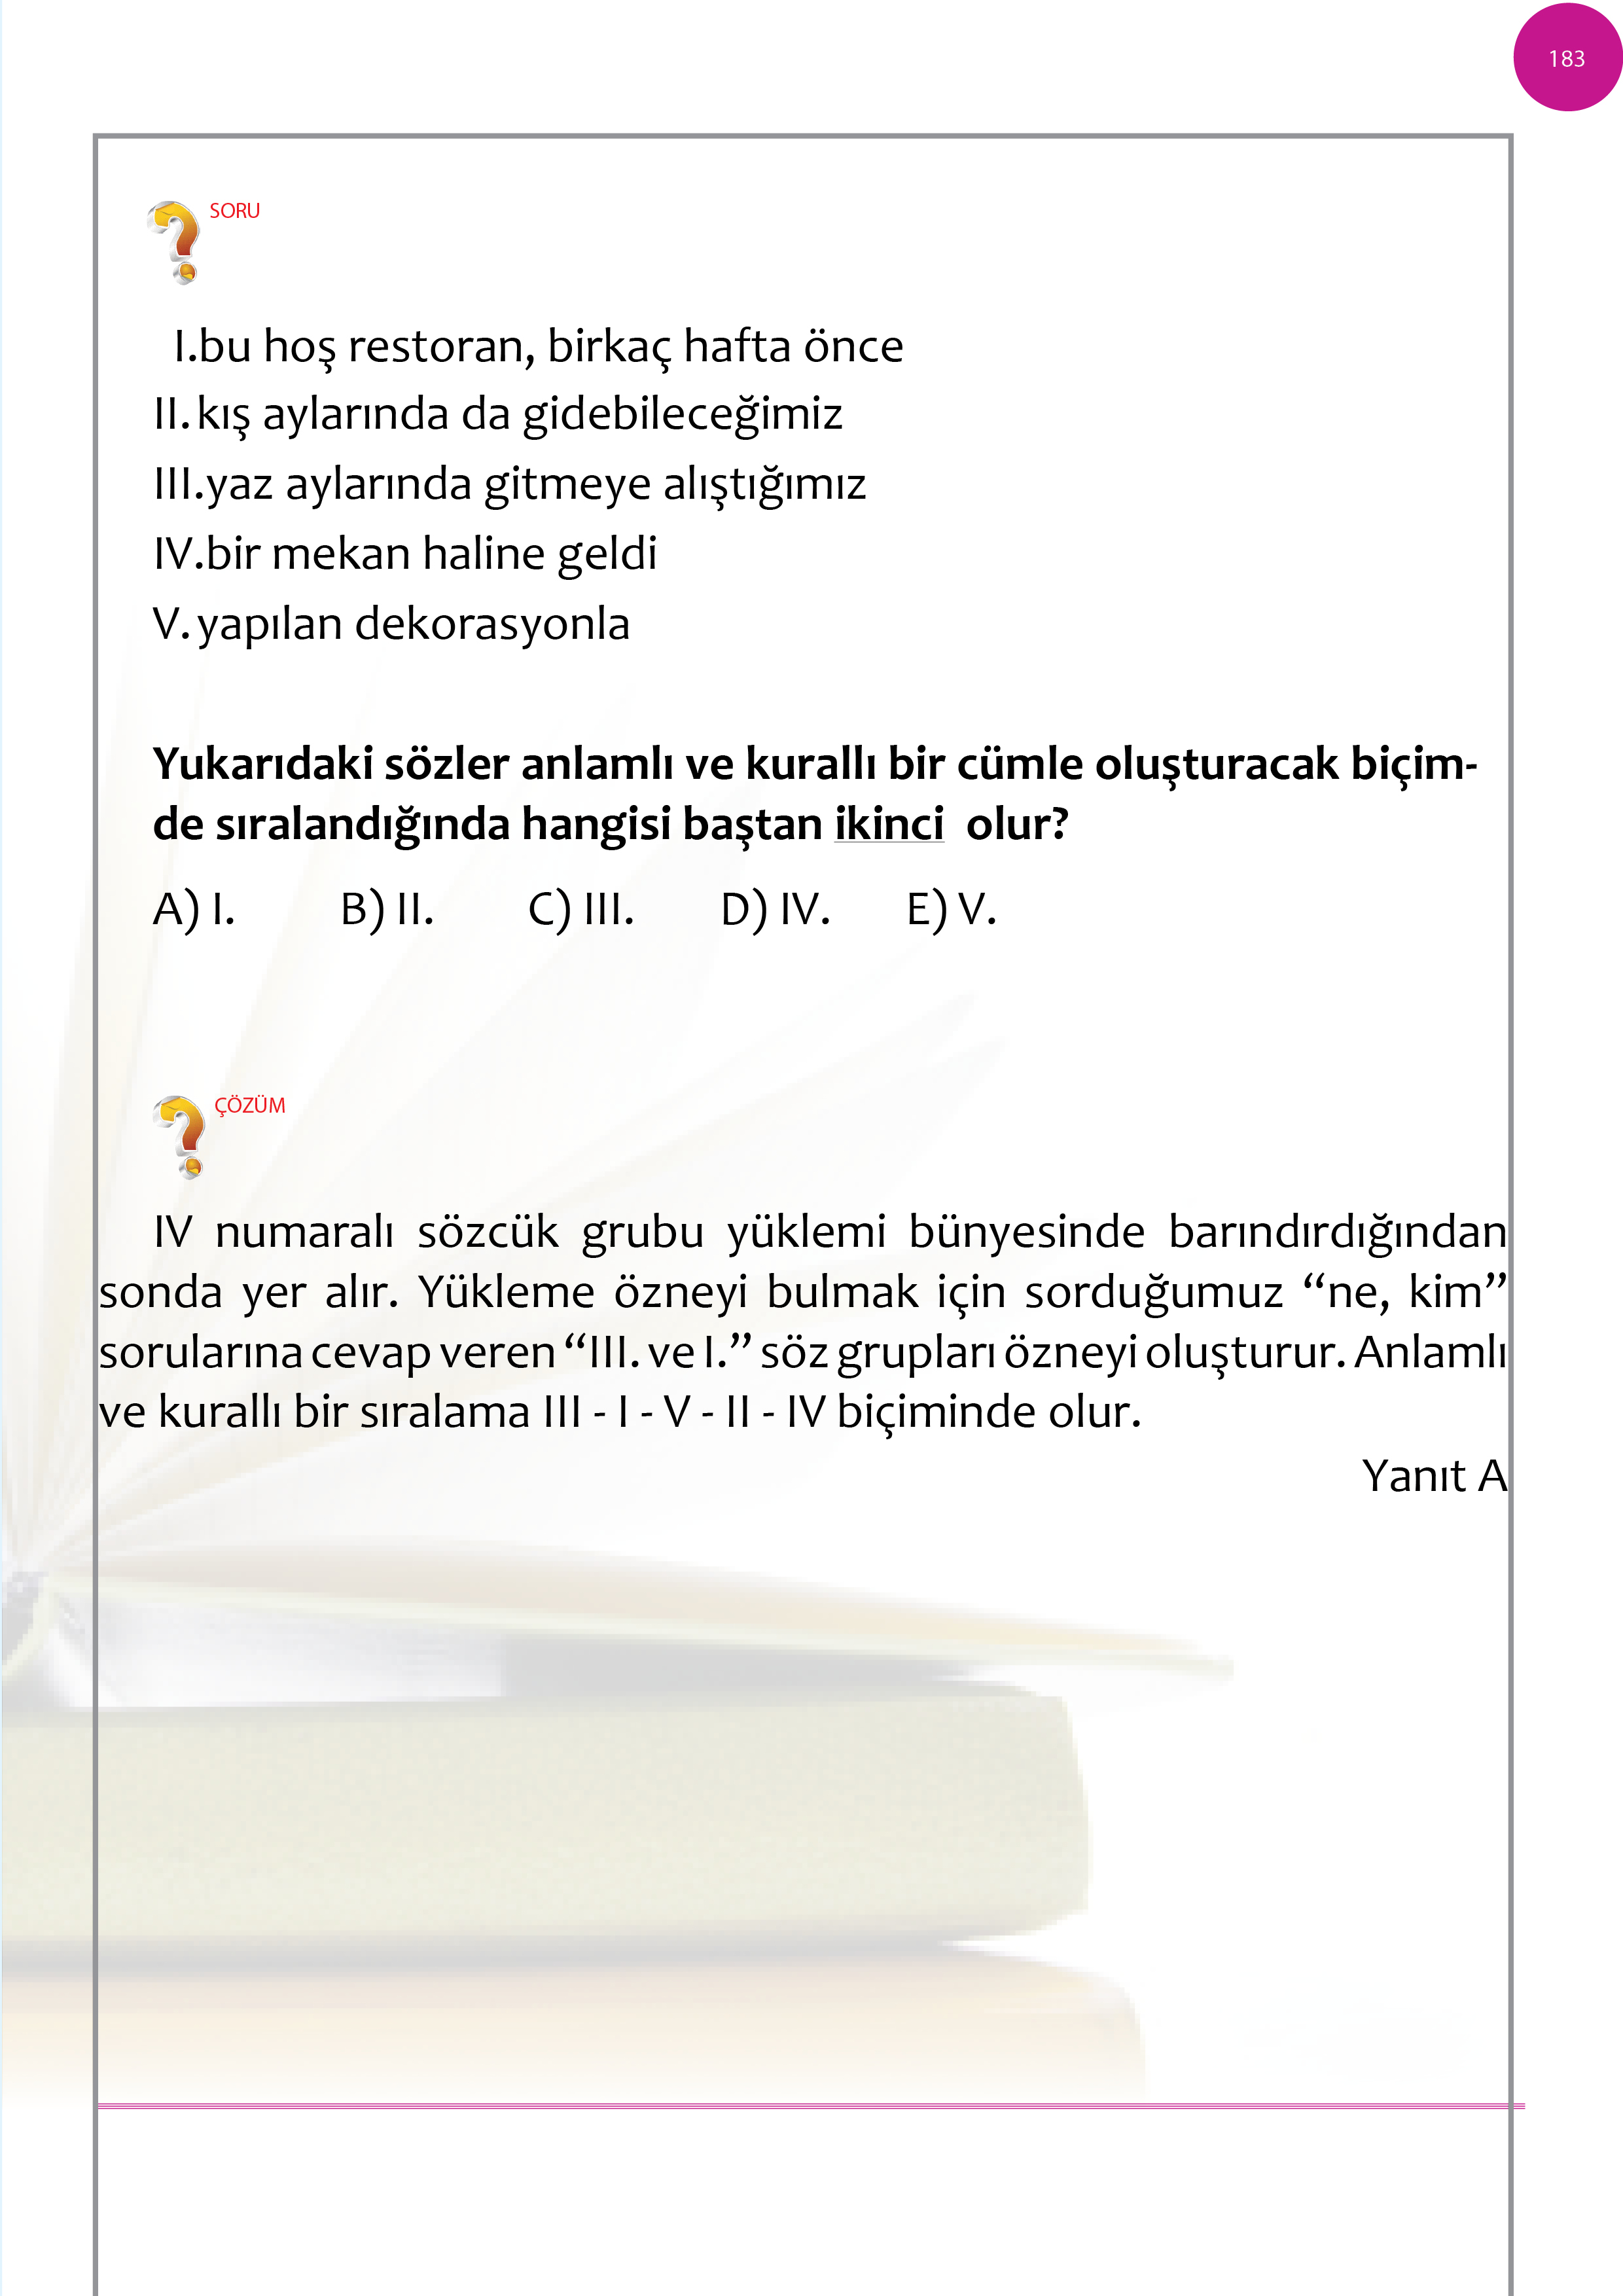 183
SORU
I.bu hoş restoran, birkaç hafta önce
II. kış aylarında da gidebileceğimiz
III.yaz aylarında gitmeye alıştığımız
IV.bir mekan haline geldi
V. yapılan dekorasyonla
Yukarıdaki sözler anlamlı ve kurallı bir cümle oluşturacak biçim-
de sıralandığında hangisi baştan ikinci olur?
A) I. B) II. C) III. D) IV. E) V.
ÇÖZÜM
IV numaralı sözcük grubu yüklemi bünyesinde barındırdığından
sonda yer alır. Yükleme özneyi bulmak için sorduğumuz “ne, kim”
sorularına cevap veren “III. ve I.” söz grupları özneyi oluşturur. Anlamlı
ve kurallı bir sıralama III - I - V - II - IV biçiminde olur.
Yanıt A